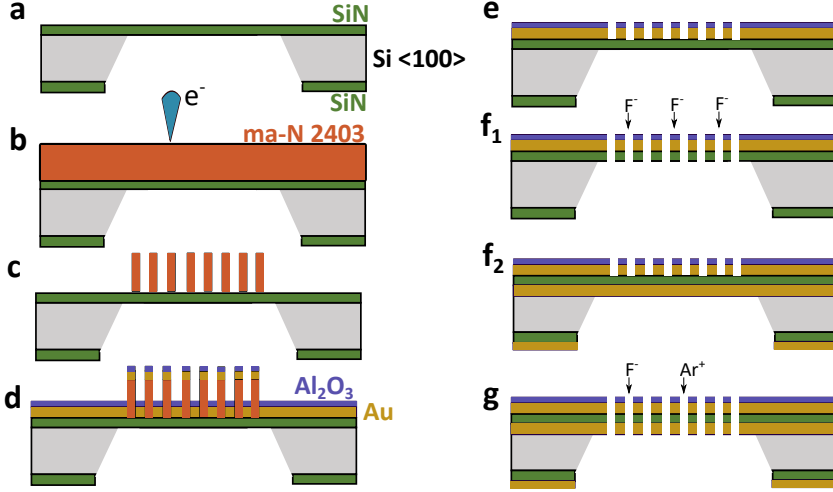 a
SiN
Si <100>
SiN
e-
b
ma-N 2403
c
d
Al₂O₃
Au
e
F- F- F-
f₁
f₂
F- Ar⁺
g